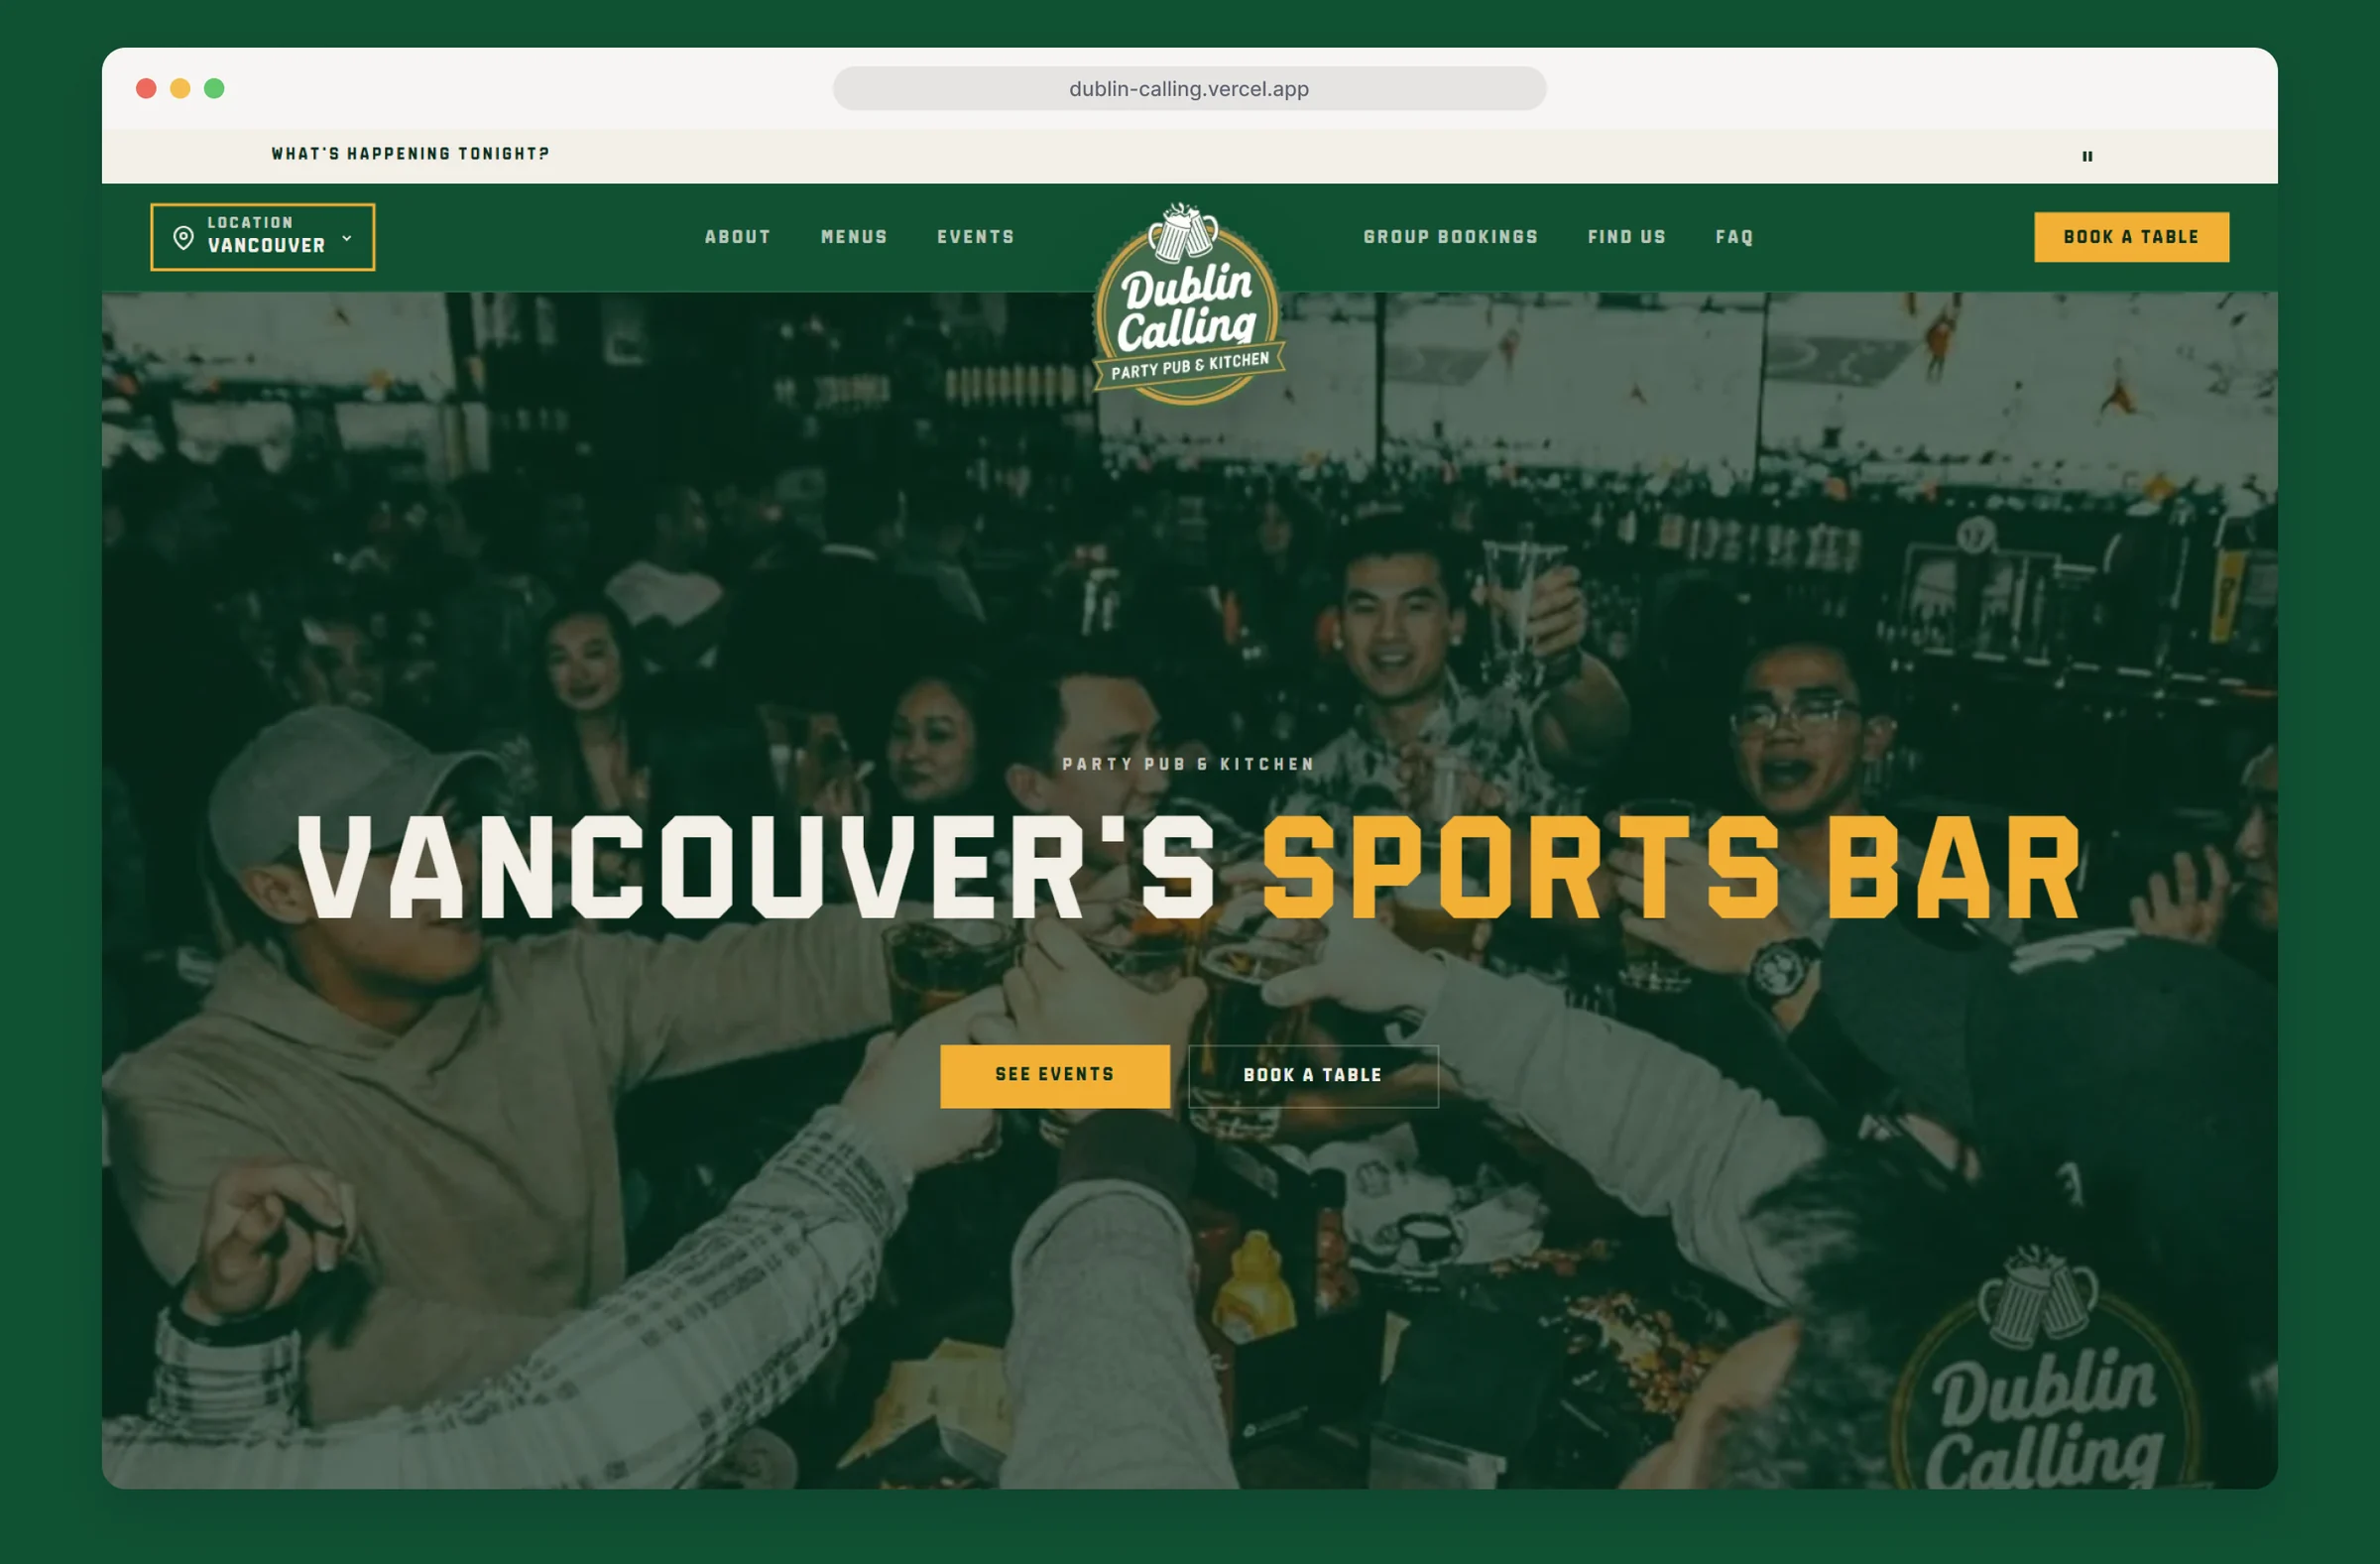 dublin-calling.vercel.app
WHAT'S HAPPENING TONIGHT?
LOCATION
VANCOUVER
ABOUT
MENUS
EVENTS
Dublin
Calling
PARTY PUB & KITCHEN
GROUP BOOKINGS
FIND US
FAQ
BOOK A TABLE
PARTY PUB & KITCHEN
VANCOUVER'S SPORTS BAR
SEE EVENTS
BOOK A TABLE
Dublin
Calling